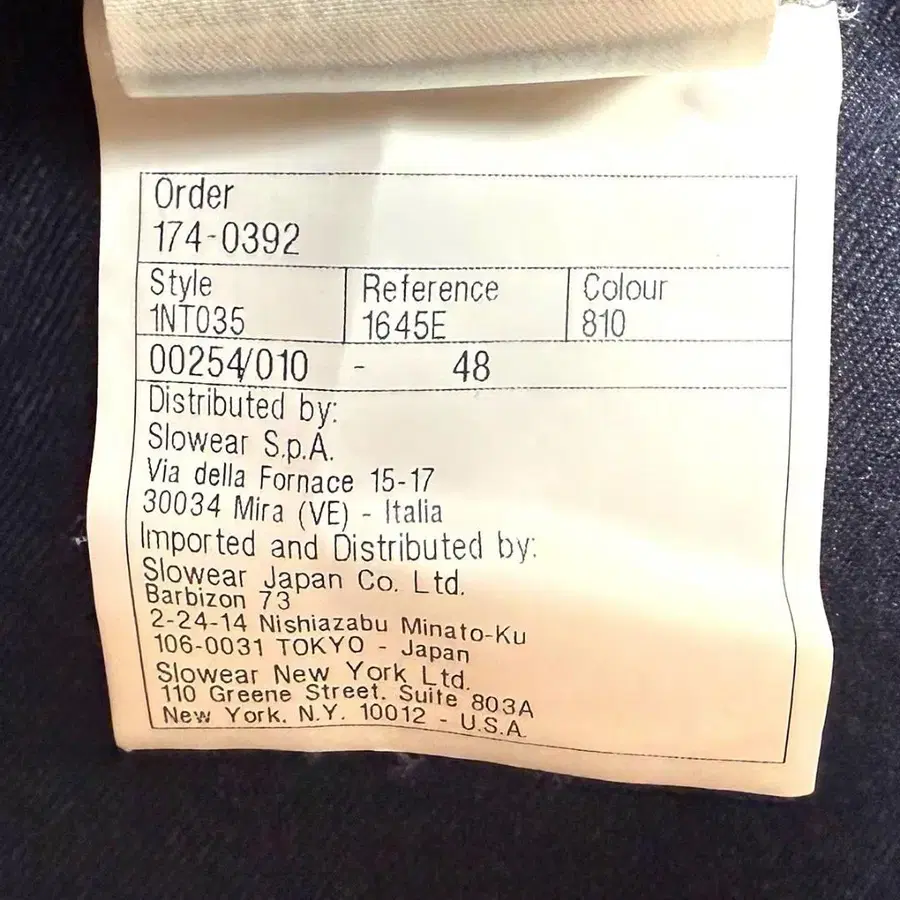 Order
174-0392
Style Reference Colour
1NT035 1645E 810
00254/010 - 48
Distributed by:
Slowear S.p.A.
Via della Fornace 15-17
30034 Mira (VE) - Italia
Imported and Distributed by:
Slowear Japan Co. Ltd.
Barbizon 73
2-24-14 Nishiazabu Minato-Ku
106-0031 TOKYO - Japan
Slowear New York Ltd.
110 Greene Street. Suite 803A
New York. N.Y. 10012 - U.S.A.